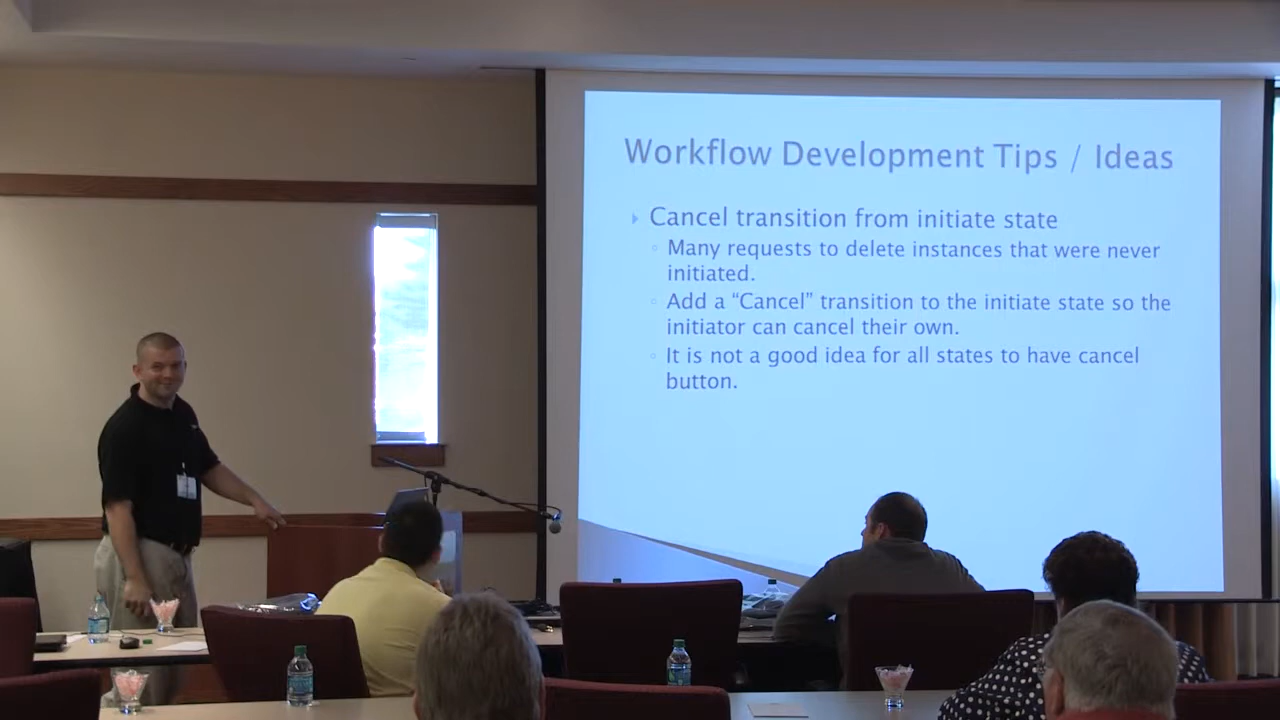 Workflow Development Tips / Ideas
Cancel transition from initiate state
Many requests to delete instances that were never
initiated.
Add a “Cancel” transition to the initiate state so the
initiator can cancel their own.
It is not a good idea for all states to have cancel
button.